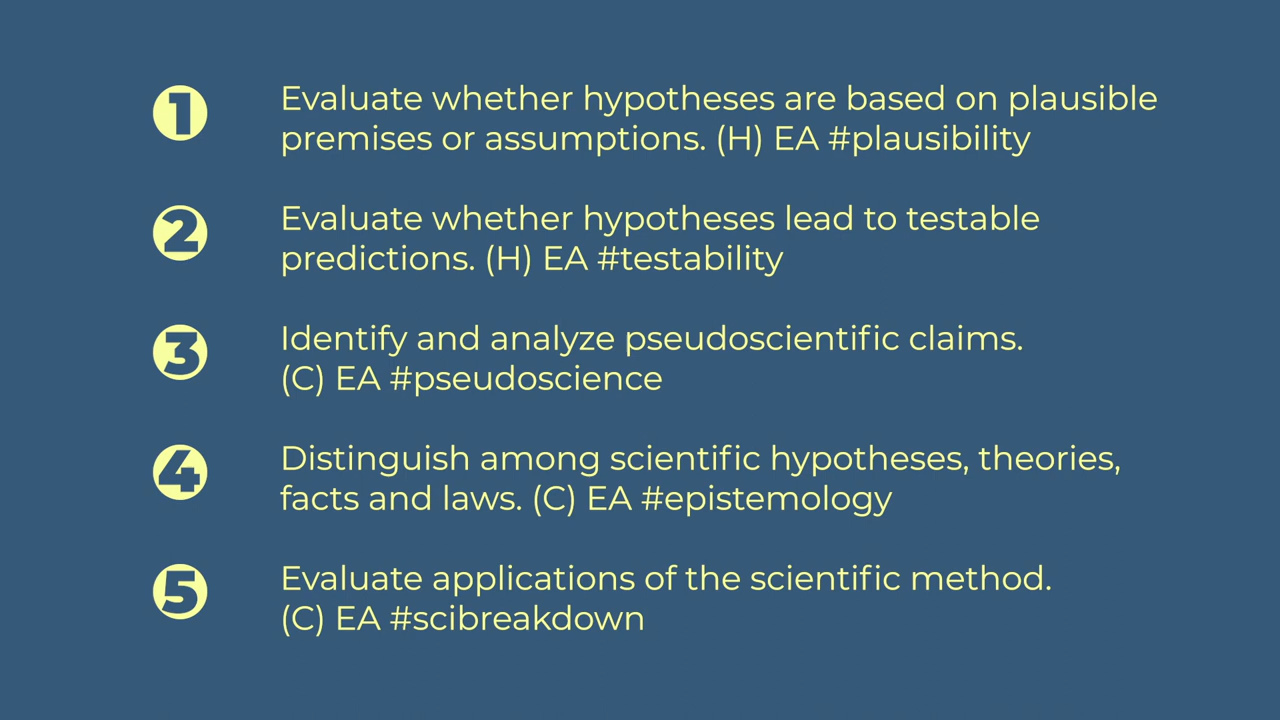 1 Evaluate whether hypotheses are based on plausible
premises or assumptions. (H) EA #plausibility
2 Evaluate whether hypotheses lead to testable
predictions. (H) EA #testability
3 Identify and analyze pseudoscientific claims.
(C) EA #pseudoscience
4 Distinguish among scientific hypotheses, theories,
facts and laws. (C) EA #epistemology
5 Evaluate applications of the scientific method.
(C) EA #scibreakdown